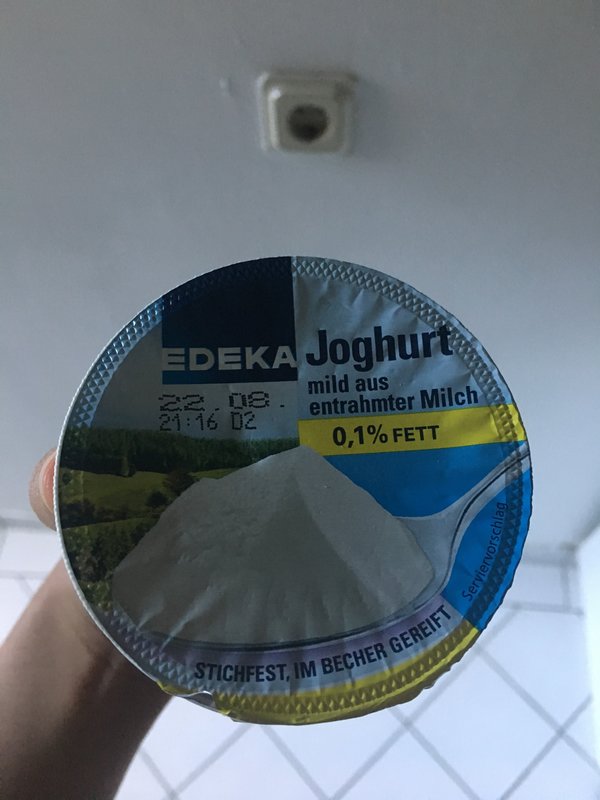 EDEKA
Joghurt
mild aus
entrahmter Milch
0,1% FETT
22.08.
21:16 D2
Serviervorschlag
STICHFEST, IM BECHER GEREIFT